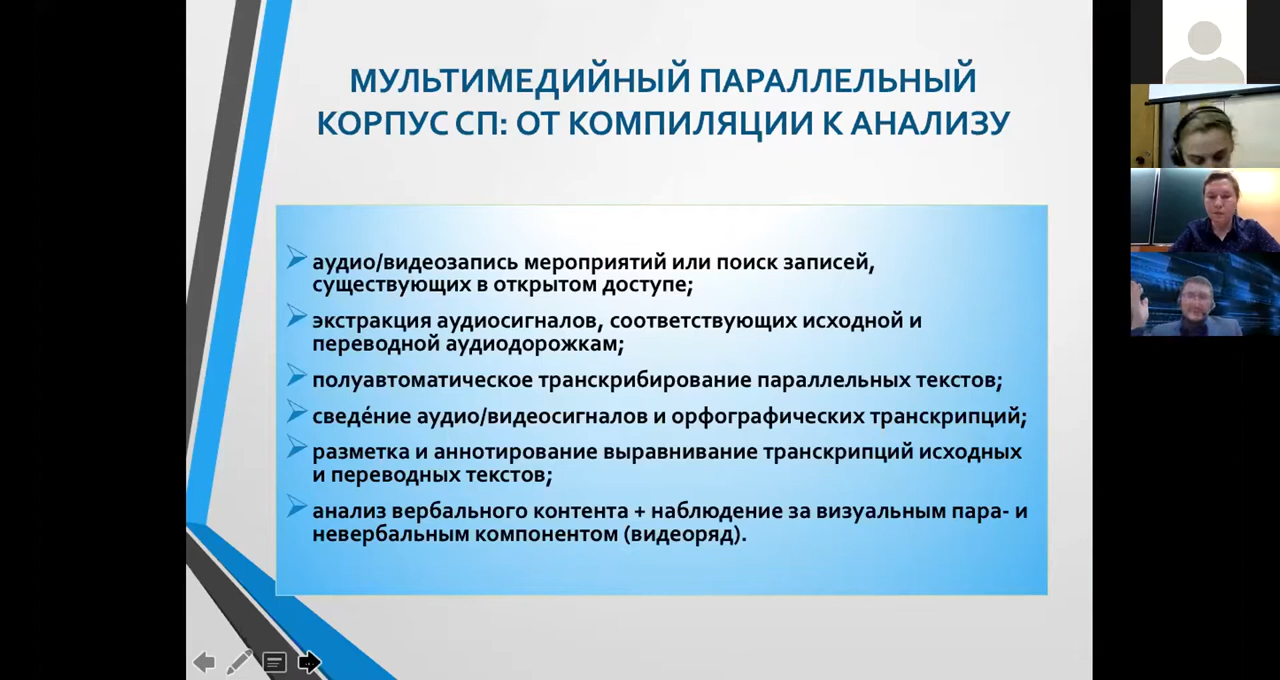 МУЛЬТИМЕДИЙНЫЙ ПАРАЛЛЕЛЬНЫЙ
КОРПУС СП: ОТ КОМПИЛЯЦИИ К АНАЛИЗУ
аудио/видеозапись мероприятий или поиск записей,
существующих в открытом доступе;
экстракция аудиосигналов, соответствующих исходной и
переводной аудиодорожкам;
полуавтоматическое транскрибирование параллельных текстов;
сведе́ние аудио/видеосигналов и орфографических транскрипций;
разметка и аннотирование выравнивание транскрипций исходных
и переводных текстов;
анализ вербального контента + наблюдение за визуальным пара- и
невербальным компонентом (видеоряд).